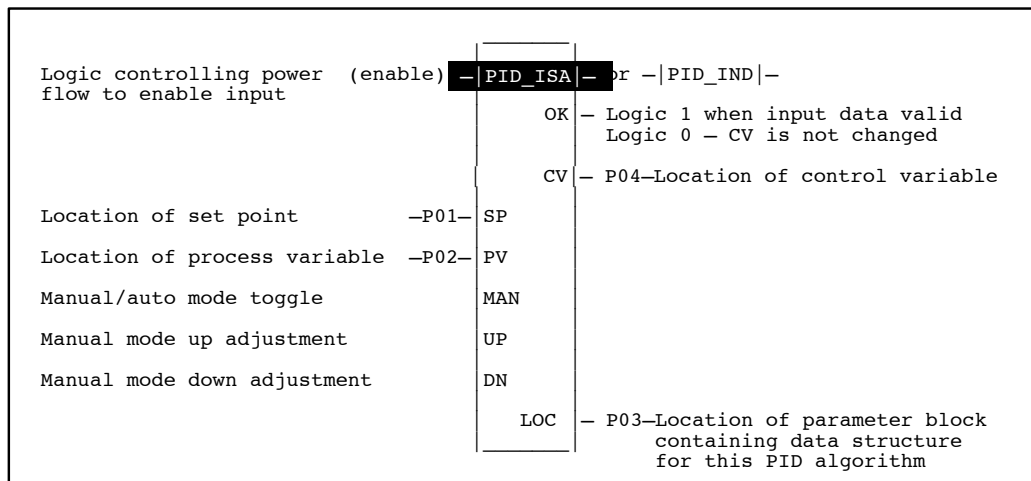 Logic controlling power (enable) —|PID_ISA|— or —|PID_IND|—
flow to enable input
OK|— Logic 1 when input data valid
Logic 0 — CV is not changed
CV|— P04—Location of control variable
Location of set point —P01—|SP
Location of process variable —P02—|PV
Manual/auto mode toggle |MAN
Manual mode up adjustment |UP
Manual mode down adjustment |DN
LOC |— P03—Location of parameter block
containing data structure
for this PID algorithm